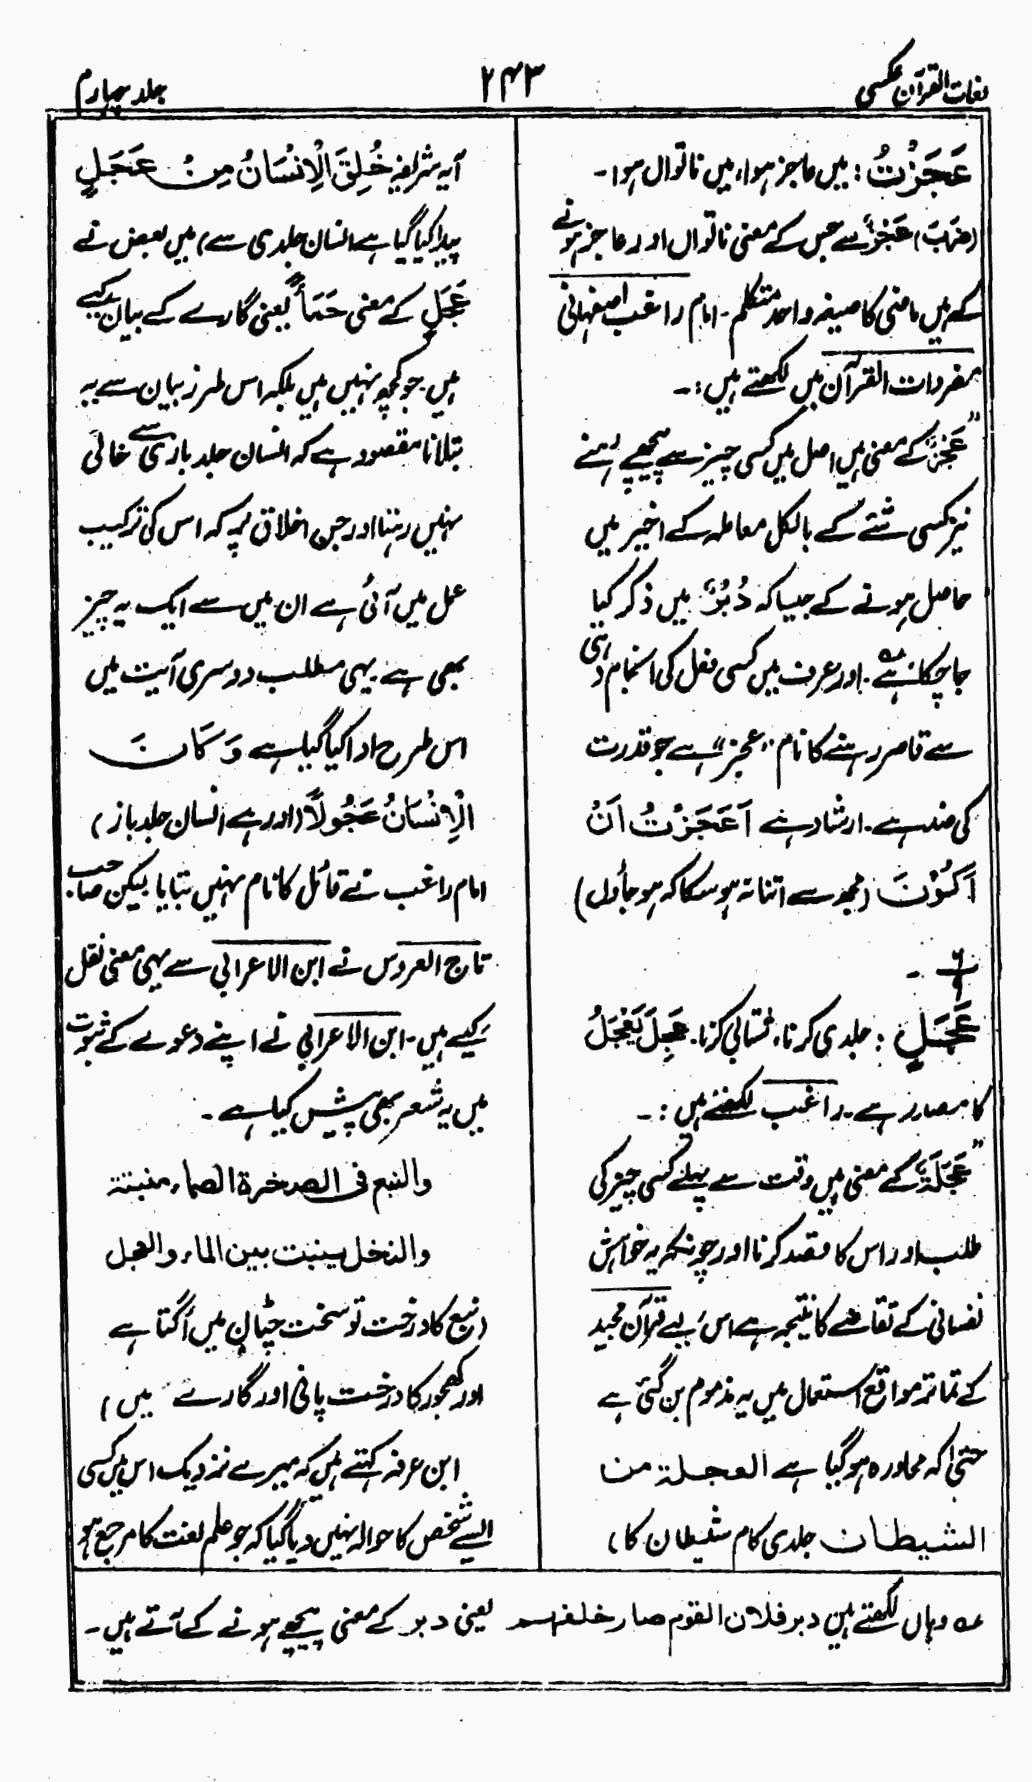 لغات القرآن عکسی
۲۴۳
جلد چہارم
عَجَزْتُ : میں عاجز ہوا، میں ناتواں ہوا۔
(ضَرَبَ) عَجْزٌ سے جس کے معنی ناتواں اور عاجز ہونے
کے ہیں ماضی کا صیغہ واحد متکلم۔ امام راغب اصفہانی
مفردات القرآن میں لکھتے ہیں :۔
"عَجْزٌ کے معنی ہیں اصل میں کسی چیز سے پیچھے رہنے
نیز کسی شئے کے بالکل معاملہ کے اخیر میں
حاصل ہونے کے جیسا کہ دُبُرٌ میں ذکر کیا
جا چکا ہے۔ اور عرف میں کسی فعل کی انجام دہی
سے قاصر رہنے کا نام "عجز" ہے جو قدرت
کی ضد ہے۔ ارشاد ہے اَعَجَزْتُ اَنْ
اَكُوْنَ (مجھ سے اتنا نہ ہو سکا کہ ہو جاؤں)
۶
۹ ۔
عَجَلٍ : جلدی کرنا، شتابی کرنا۔ عَجِلَ يَعْجَلُ
کا مصدر ہے۔ راغب لکھتے ہیں :۔
"عَجَلَةٌ کے معنی ہیں وقت سے پہلے کسی چیز کی
طلب اور اس کا قصد کرنا اور چونکہ یہ خواہش
نفسانی کے تقاضے کا نتیجہ ہے اس لیے قرآن مجید
کے تمام تر مواقع استعمال میں یہ مذموم بن گئی ہے
حتیٰ کہ محاورہ ہو گیا ہے العجلة من
الشيطان جلدی کام شیطان کا)
آیہ شریفہ خُلِقَ الْاِنْسَانُ مِنْ عَجَلٍ
پیدا کیا گیا ہے انسان جلدی سے) میں بعض نے
عَجَلٍ کے معنی حَمَأٌ یعنی گارے کے بیان کیے
ہیں۔ جو کچھ نہیں ہیں بلکہ اس طرز بیان سے یہ
بتلانا مقصود ہے کہ انسان جلد بازی سے خالی
نہیں رہتا اور جن اخلاق پر کہ اس کی ترکیب
عمل میں آئی ہے ان میں سے ایک یہ چیز
بھی ہے۔ یہی مطلب دوسری آیت میں
اس طرح ادا کیا گیا ہے وَكَانَ
الْاِنْسَانُ عَجُولًا (اور ہے انسان جلد باز)
امام راغب نے قائل کا نام نہیں بتایا لیکن صاحب
تاج العروس نے ابن الاعرابی سے یہی معنی نقل
کیے ہیں۔ ابن الاعرابی نے اپنے دعوے کے ثبوت
میں یہ شعر بھی پیش کیا ہے۔
والنبع فی الصخرة الصماء منبتة
والنخل ینبت بین الماء والعجل
(نبع کا درخت تو سخت چٹان میں اُگتا ہے
اور کھجور کا درخت پانی اور گارے میں)
ابن عرفہ کہتے ہیں کہ میرے نزدیک اس میں کسی
ایسے شخص کا حوالہ نہیں دیا گیا کہ جو علم لغت کا مرجع ہو
؎ وہاں لکھتے ہیں دبر فلان القوم صار خلفهم یعنی دبر کے معنی پیچھے ہونے کے آتے ہیں۔